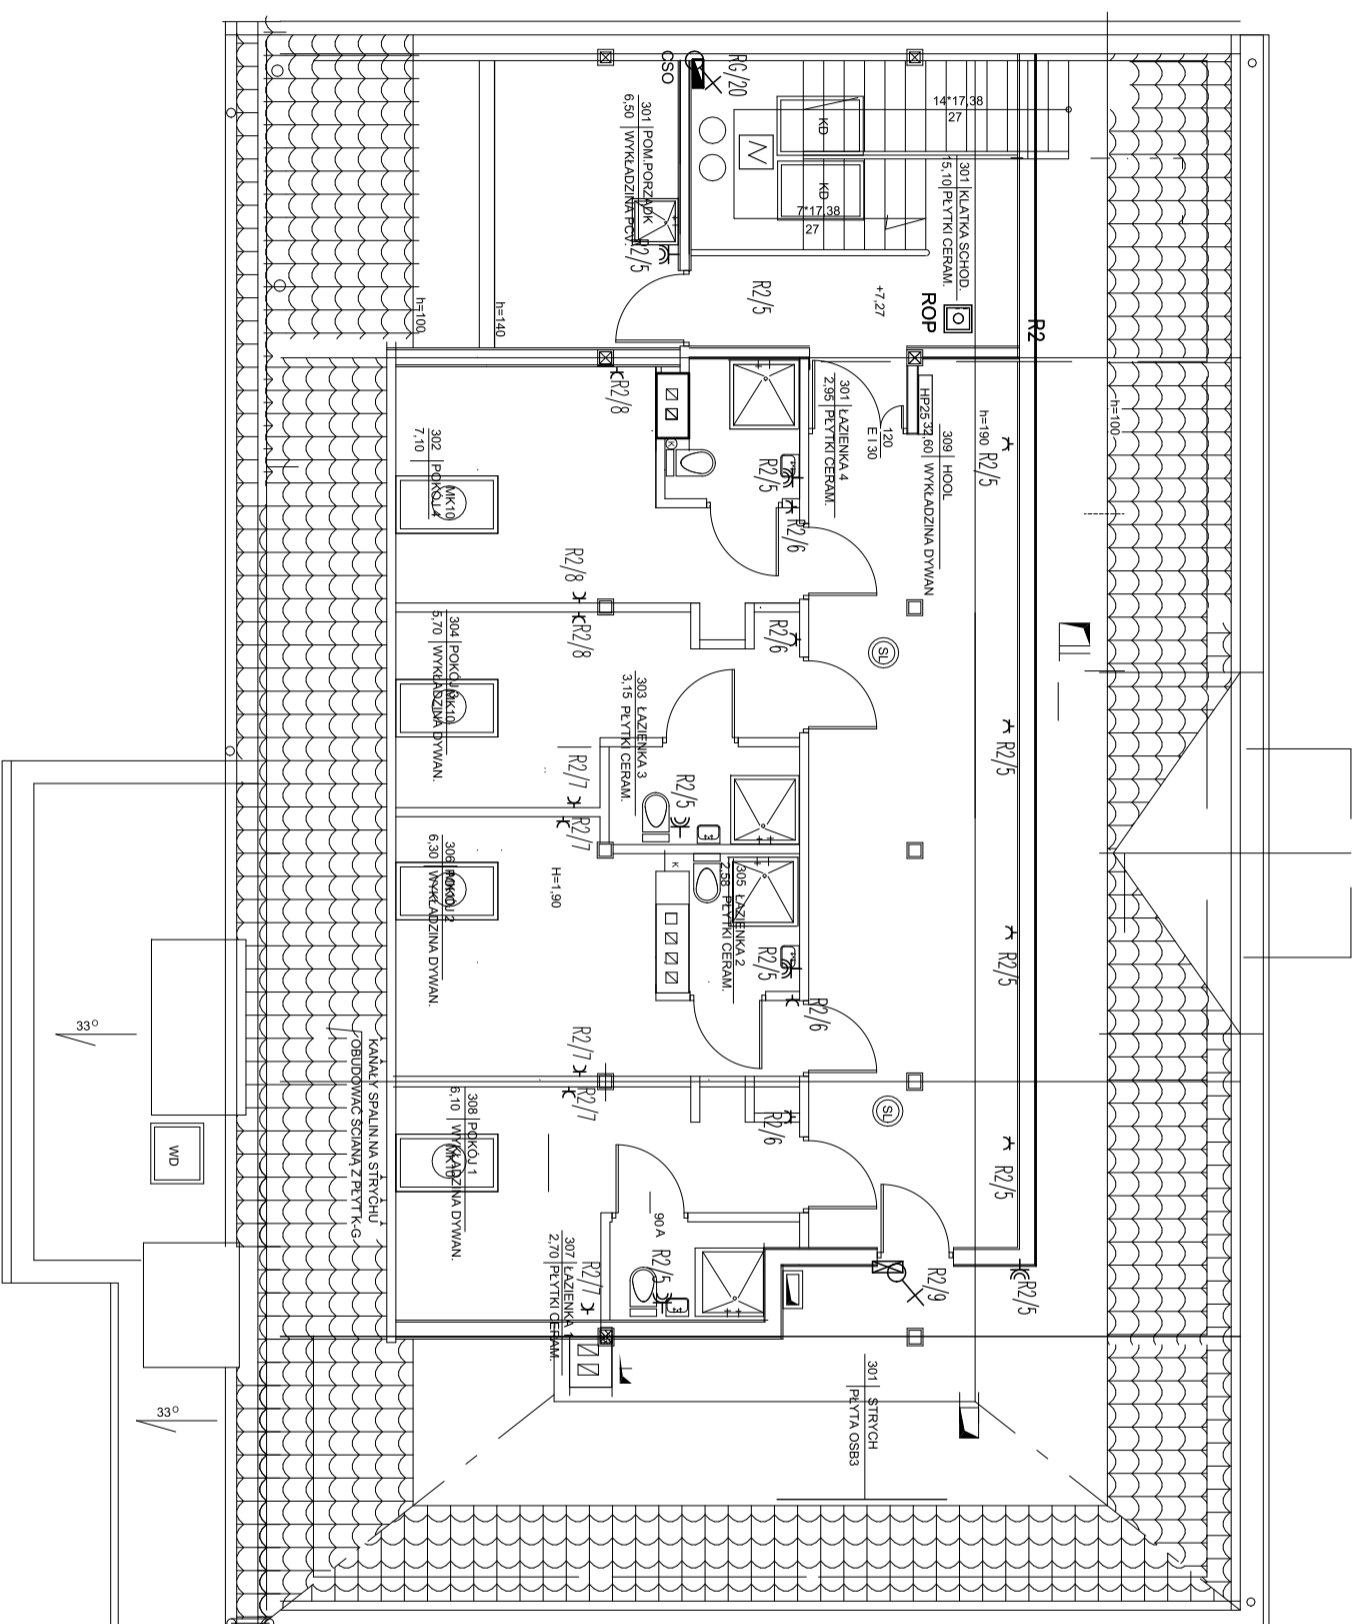 CSO
RG/20
301 POM.PORZĄDK
6,50 WYKŁADZINA PCV.
R2/5
KD
KD
14*17,38
27
7*17,38
27
301 KLATKA SCHOD.
15,10 PŁYTKI CERAM.
R2/5
+7,27
ROP
R2
h=100
h=140
h=190
h=100
R2/8
302 POKÓJ 4
7,10
MK10
301 ŁAZIENKA 4
2,95 PŁYTKI CERAM.
120
EI 30
HP25
309 HOOL
32,60 WYKŁADZINA DYWAN
R2/5
R2/5
K
R2/6
R2/8
R2/8
R2/6
SL
304 POKÓJ
5,70 WYKŁADZINA DYWAN.
MK10
303 ŁAZIENKA 3
3,15 PŁYTKI CERAM.
R2/5
R2/7
R2/5
R2/7
306 POKÓJ 2
6,30 WYKŁADZINA DYWAN.
H=1,90
K
305 ŁAZIENKA 2
2,58 PŁYTKI CERAM.
R2/5
R2/5
R2/6
R2/7
R2/7
R2/6
SL
R2/5
308 POKÓJ 1
6,10 WYKŁADZINA DYWAN.
MK10
90A
307 ŁAZIENKA 1
2,70 PŁYTKI CERAM.
R2/7
R2/5
R2/9
R2/5
KANAŁY SPALIN.NA STRYCHU
OBUDOWAĆ ŚCIANĄ Z PŁYT K-G
33°
WD
33°
301 STRYCH
PŁYTA OSB3